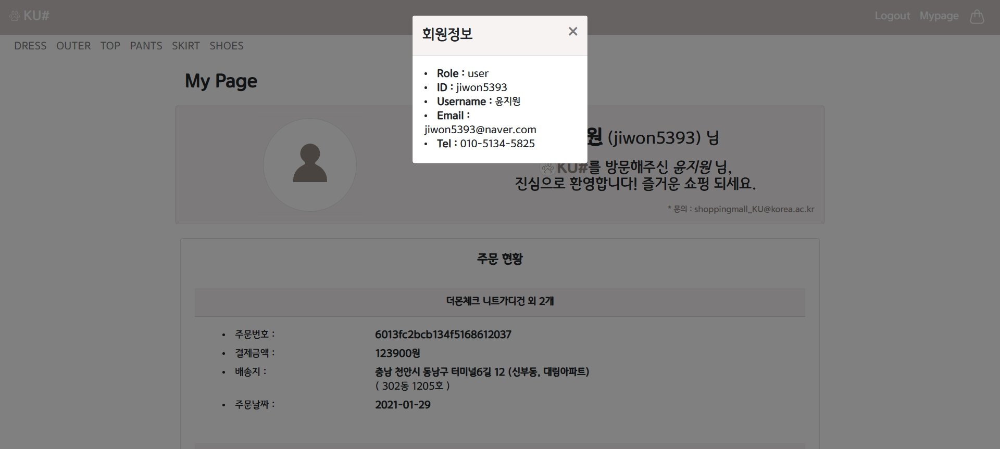 KU#
Logout Mypage
DRESS OUTER TOP PANTS SKIRT SHOES
회원정보
×
• Role : user
• ID : jiwon5393
• Username : 윤지원
• Email :
jiwon5393@naver.com
• Tel : 010-5134-5825
My Page
원 (jiwon5393) 님
KU#를 방문해주신 윤지원 님,
진심으로 환영합니다! 즐거운 쇼핑 되세요.
* 문의 : shoppingmall_KU@korea.ac.kr
주문 현황
더몬체크 니트가디건 외 2개
• 주문번호 : 6013fc2bcb134f5168612037
• 결제금액 : 123900원
• 배송지 : 충남 천안시 동남구 터미널6길 12 (신부동, 대림아파트)
( 302동 1205호 )
• 주문날짜 : 2021-01-29